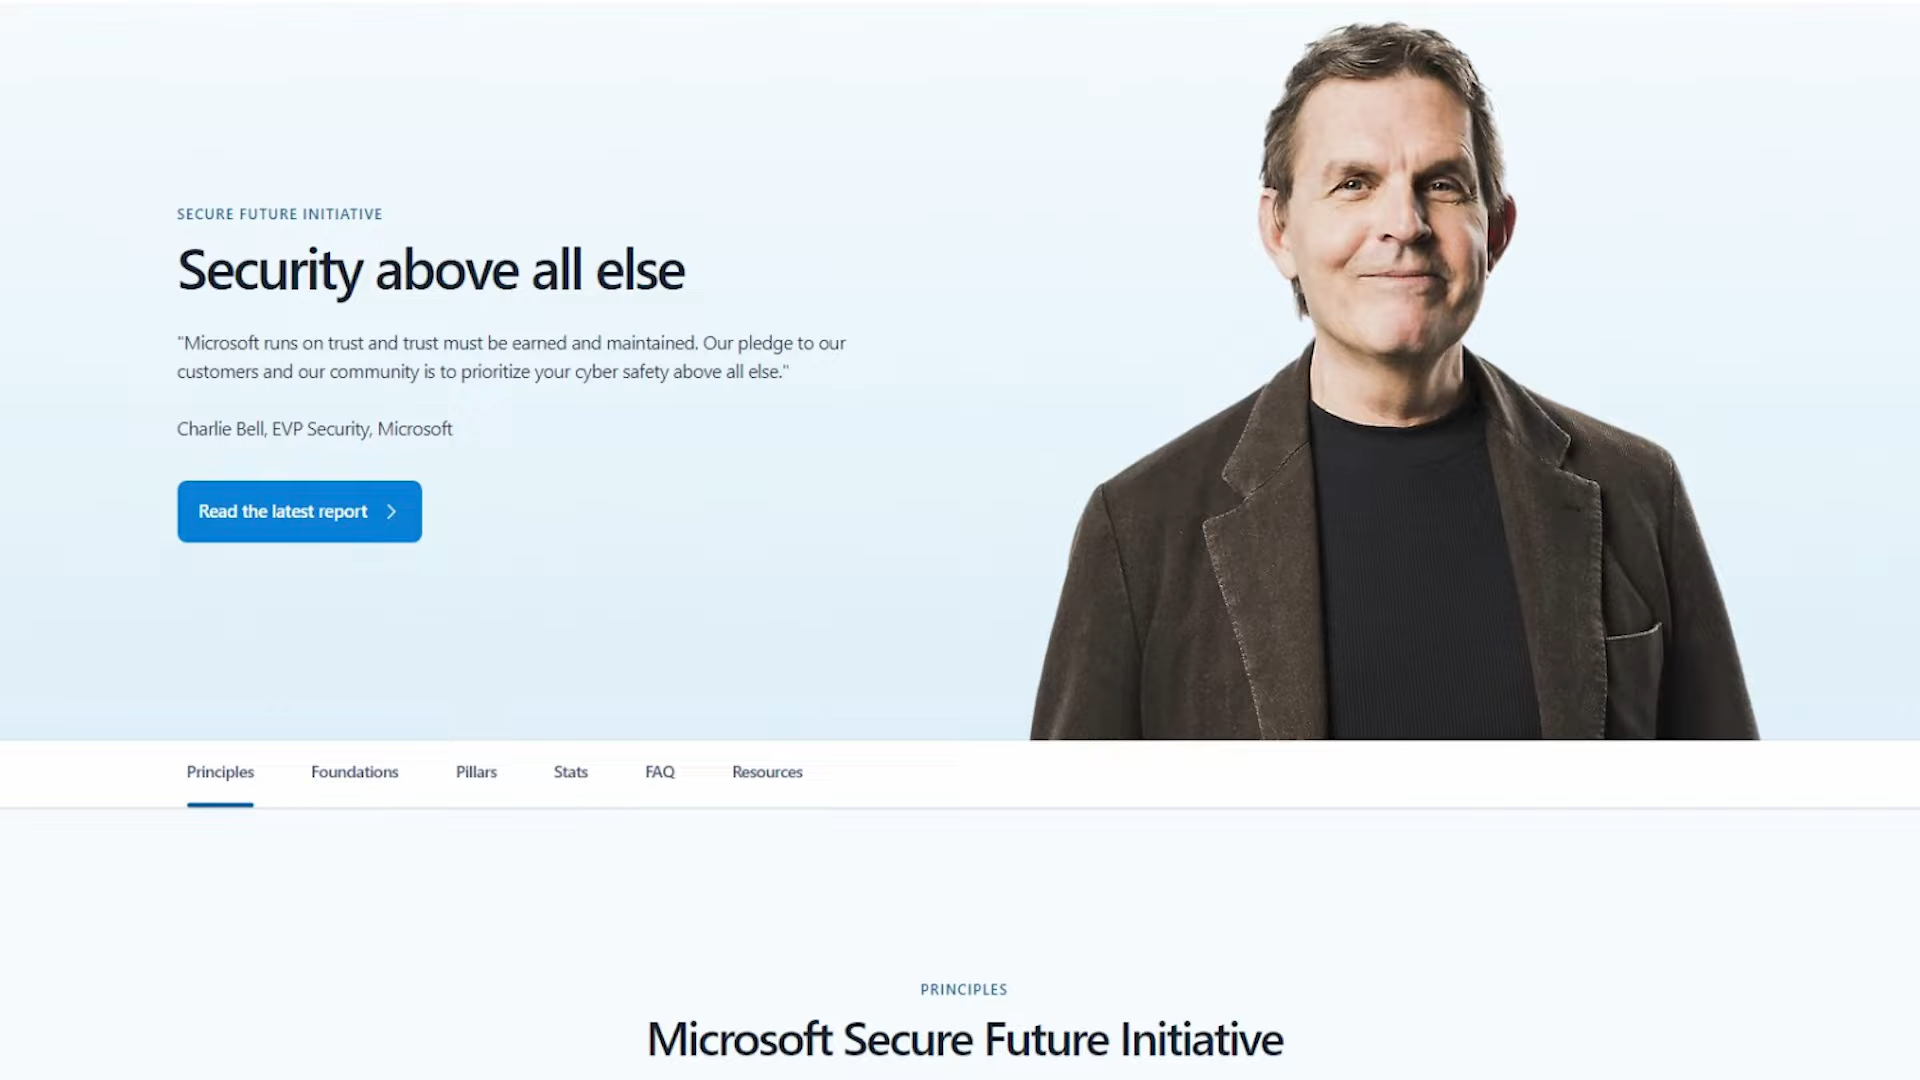 SECURE FUTURE INITIATIVE
Security above all else
"Microsoft runs on trust and trust must be earned and maintained. Our pledge to our
customers and our community is to prioritize your cyber safety above all else."
Charlie Bell, EVP Security, Microsoft
Read the latest report
Principles
Foundations
Pillars
Stats
FAQ
Resources
PRINCIPLES
Microsoft Secure Future Initiative